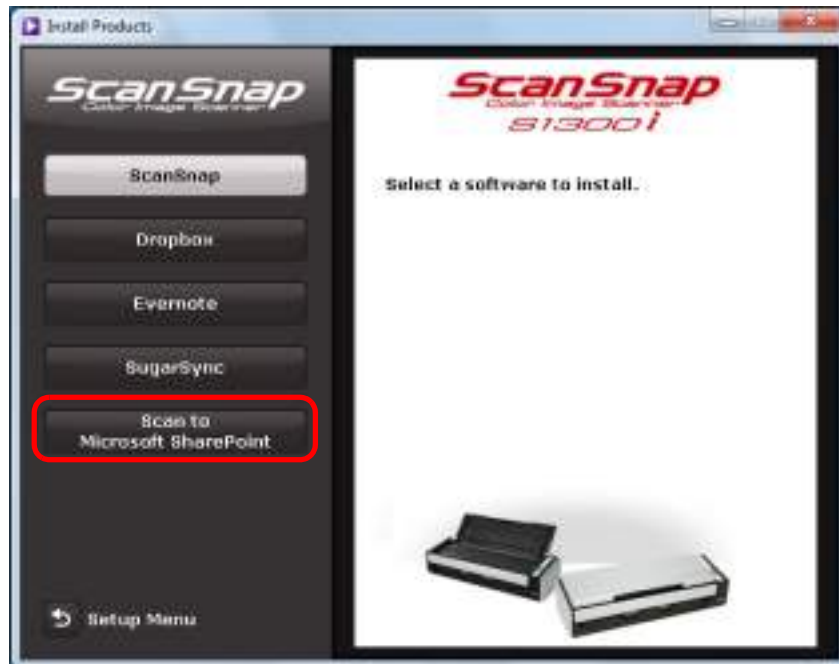 Install Products
ScanSnap
Color Image Scanner
ScanSnap
Color Image Scanner
S1300i
ScanSnap
Select a software to install.
Dropbox
Evernote
SugarSync
Scan to
Microsoft SharePoint
Setup Menu